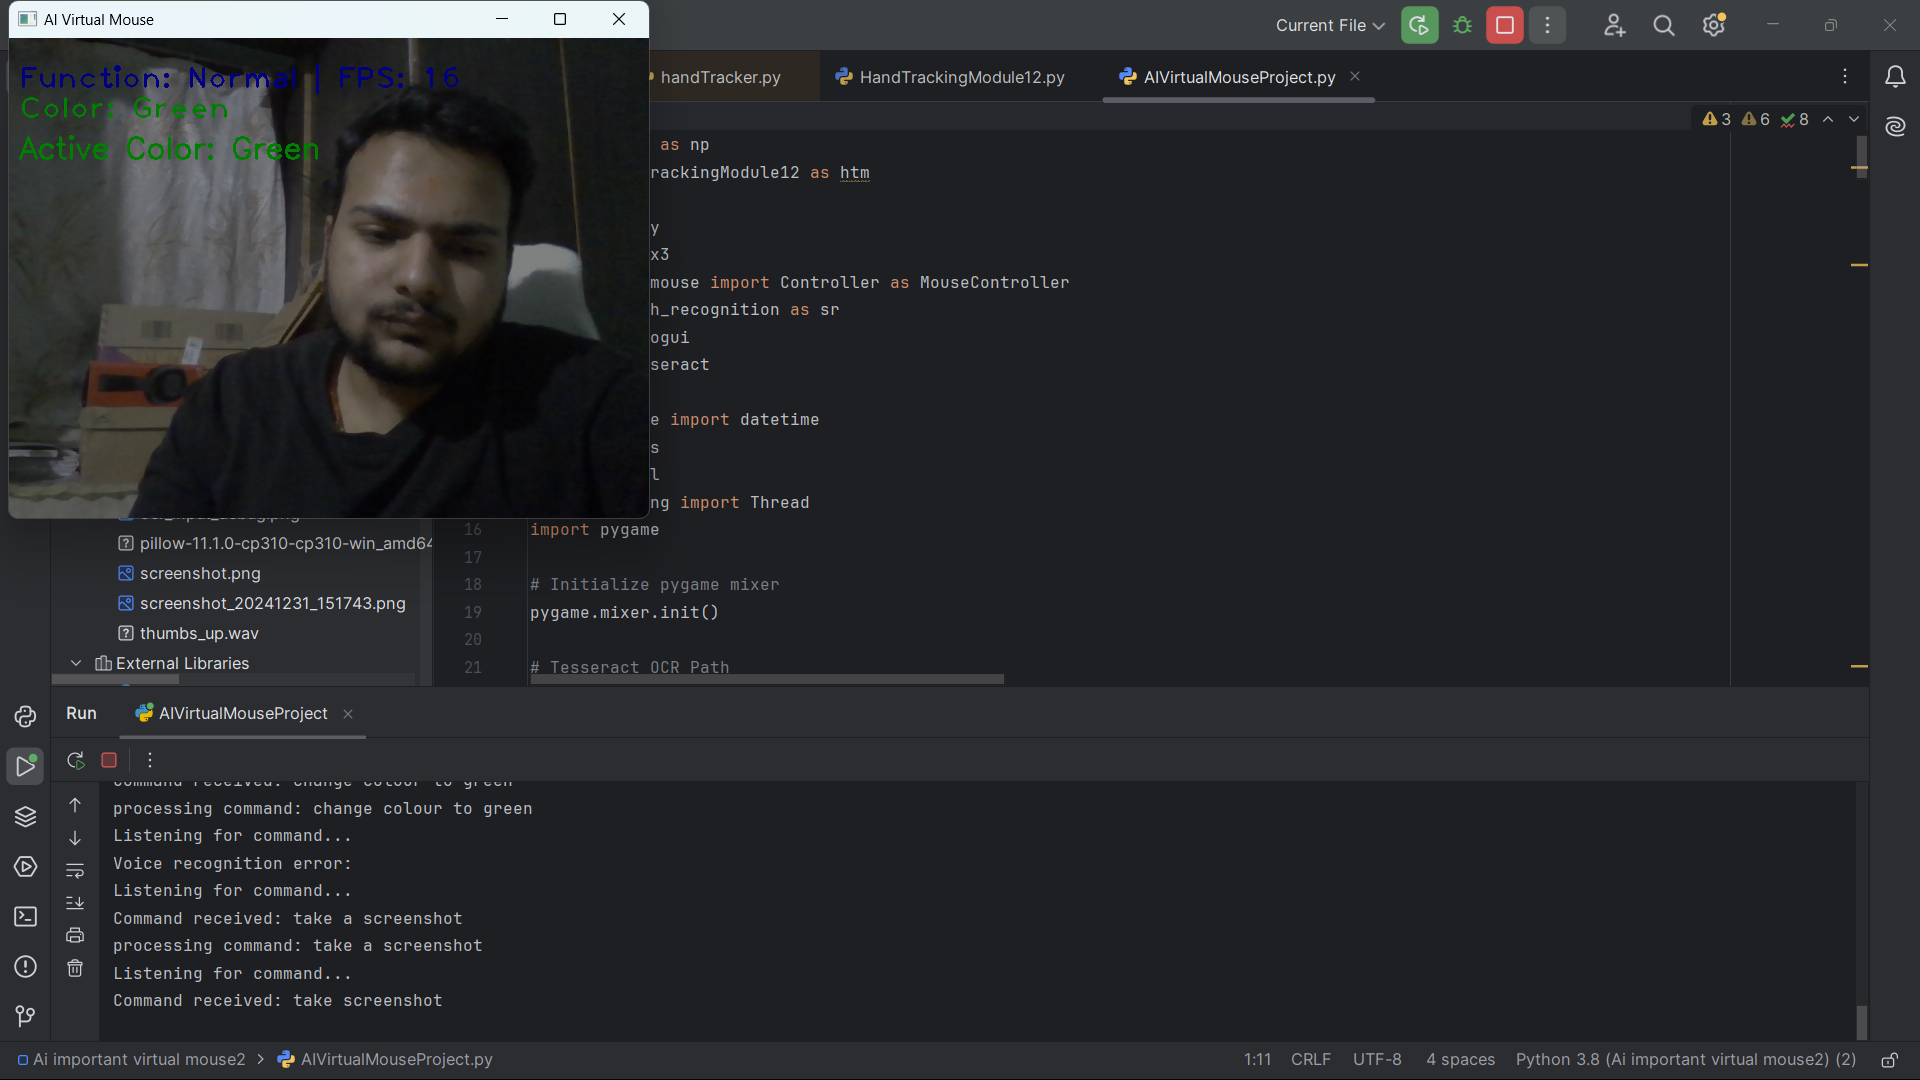 AI Virtual Mouse
Current File
Function: Normal | FPS: 16
Color: Green
Active Color: Green
handTracker.py
HandTrackingModule12.py
AIVirtualMouseProject.py
3 6 8
as np
rackingModule12 as htm
y
x3
mouse import Controller as MouseController
h_recognition as sr
ogui
seract
e import datetime
s
l
ng import Thread
16 import pygame
17
18 # Initialize pygame mixer
19 pygame.mixer.init()
20
21 # Tesseract OCR Path
pillow-11.1.0-cp310-cp310-win_amd64
screenshot.png
screenshot_20241231_151743.png
thumbs_up.wav
External Libraries
Run AIVirtualMouseProject
Command received: change colour to green
processing command: change colour to green
Listening for command...
Voice recognition error:
Listening for command...
Command received: take a screenshot
processing command: take a screenshot
Listening for command...
Command received: take screenshot
Ai important virtual mouse2 > AIVirtualMouseProject.py
1:11 CRLF UTF-8 4 spaces Python 3.8 (Ai important virtual mouse2) (2)